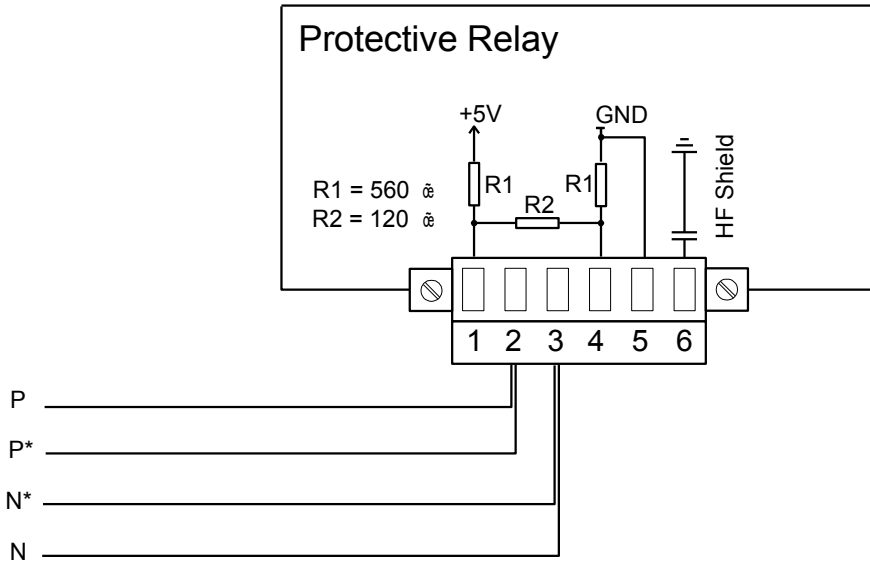 Protective Relay
+5V
GND
R1 = 560
R2 = 120
R1
R2
R1
HF Shield
1 2 3 4 5 6
P
P*
N*
N